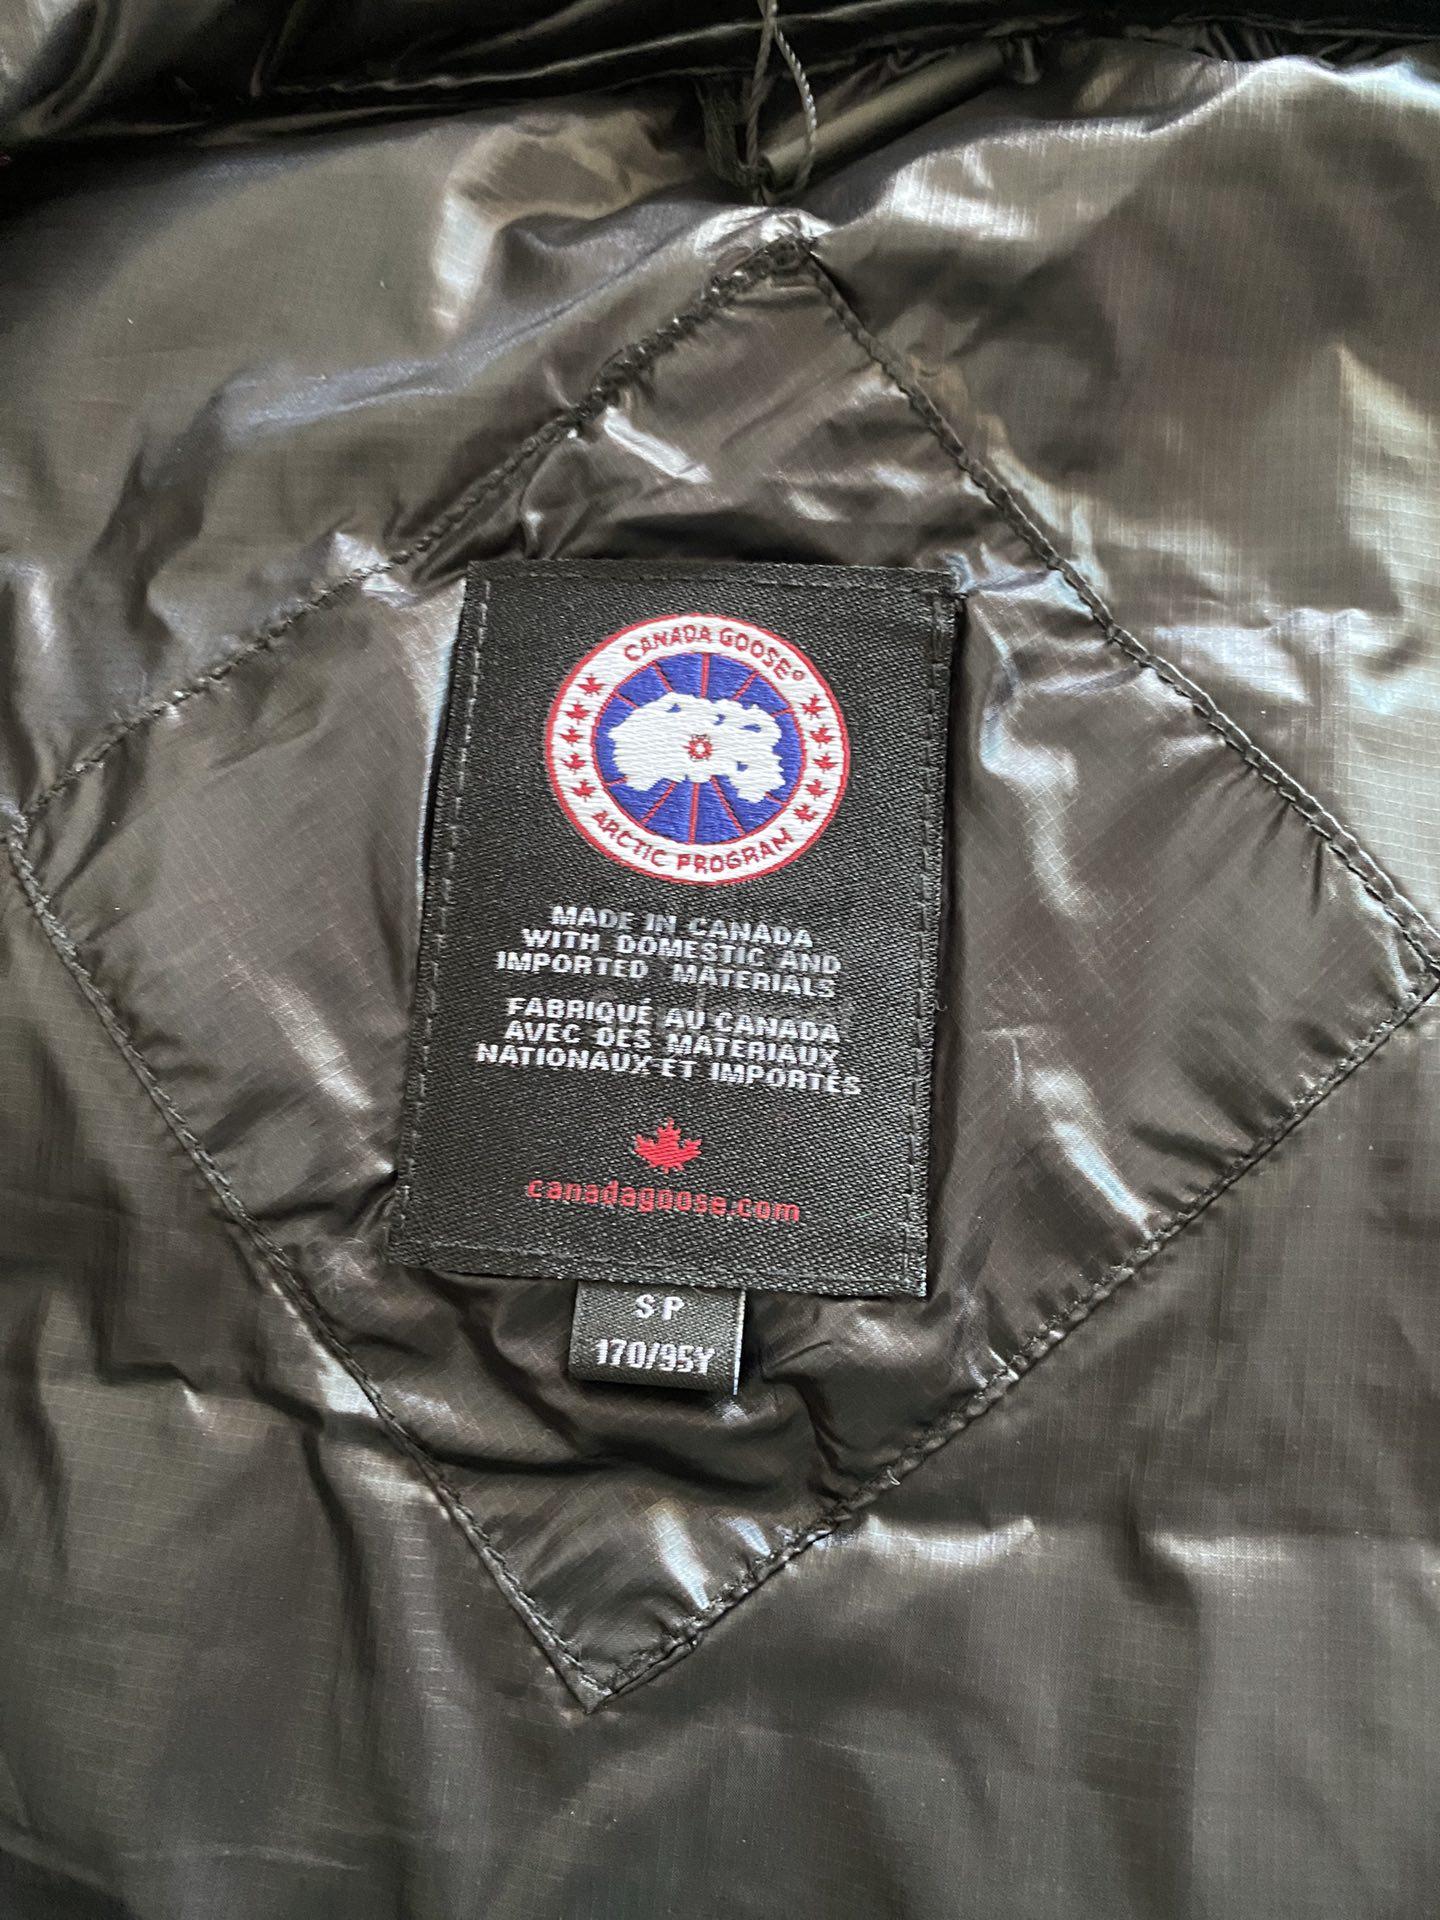 CANADA GOOSE®
ARCTIC PROGRAM
MADE IN CANADA
WITH DOMESTIC AND
IMPORTED MATERIALS
FABRIQUÉ AU CANADA
AVEC DES MATERIAUX
NATIONAUX ET IMPORTÉS
canadagoose.com
SP
170/95Y